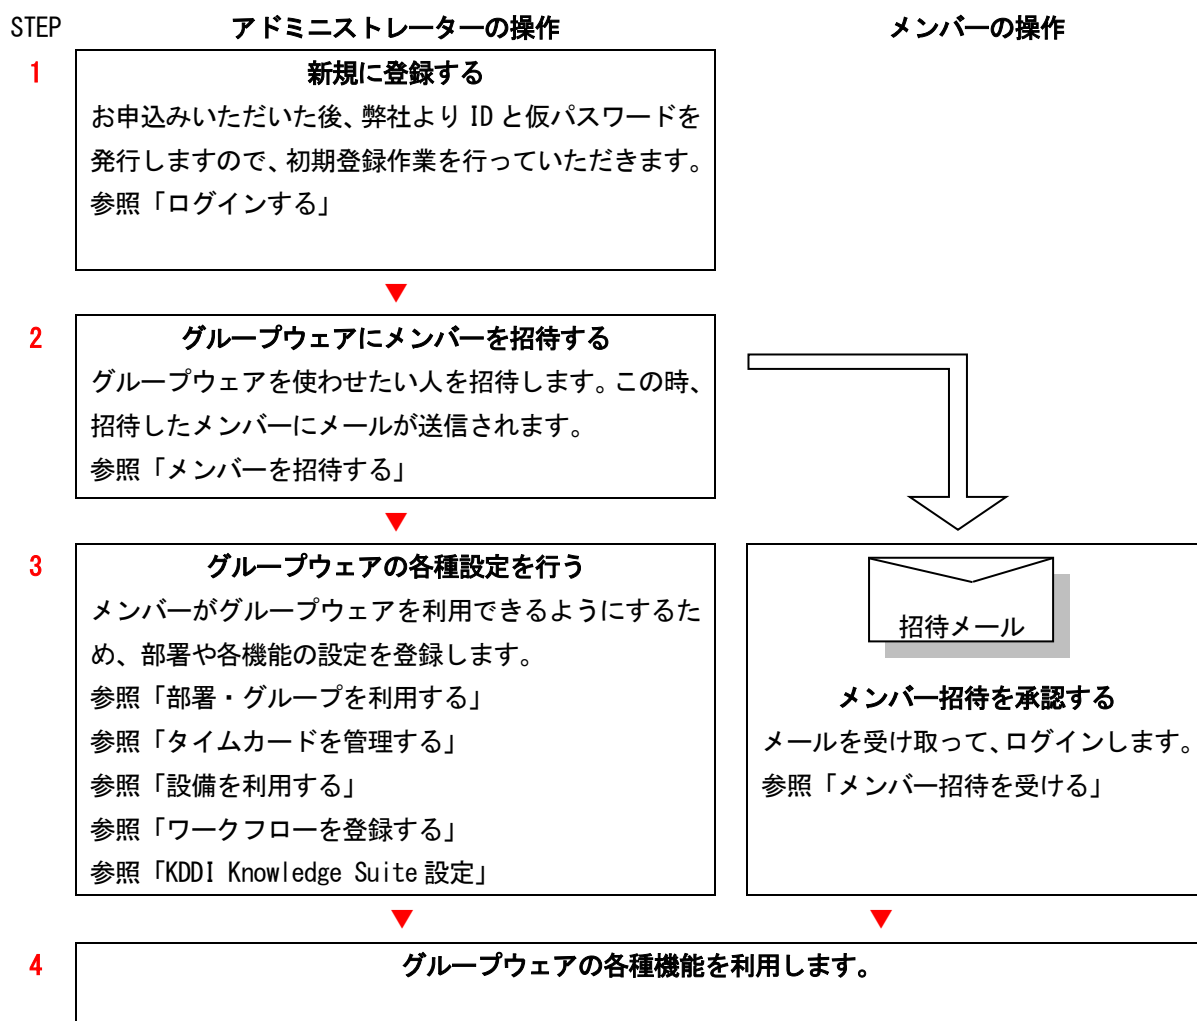 STEP アドミニストレーターの操作 メンバーの操作
1 新規に登録する
お申込みいただいた後、弊社より ID と仮パスワードを
発行しますので、初期登録作業を行っていただきます。
参照「ログインする」
▼
2 グループウェアにメンバーを招待する
グループウェアを使わせたい人を招待します。この時、
招待したメンバーにメールが送信されます。
参照「メンバーを招待する」
▼
3 グループウェアの各種設定を行う
メンバーがグループウェアを利用できるようにするた
め、部署や各機能の設定を登録します。
参照「部署・グループを利用する」
参照「タイムカードを管理する」
参照「設備を利用する」
参照「ワークフローを登録する」
参照「KDDI Knowledge Suite 設定」
招待メール
メンバー招待を承認する
メールを受け取って、ログインします。
参照「メンバー招待を受ける」
▼ ▼
4 グループウェアの各種機能を利用します。